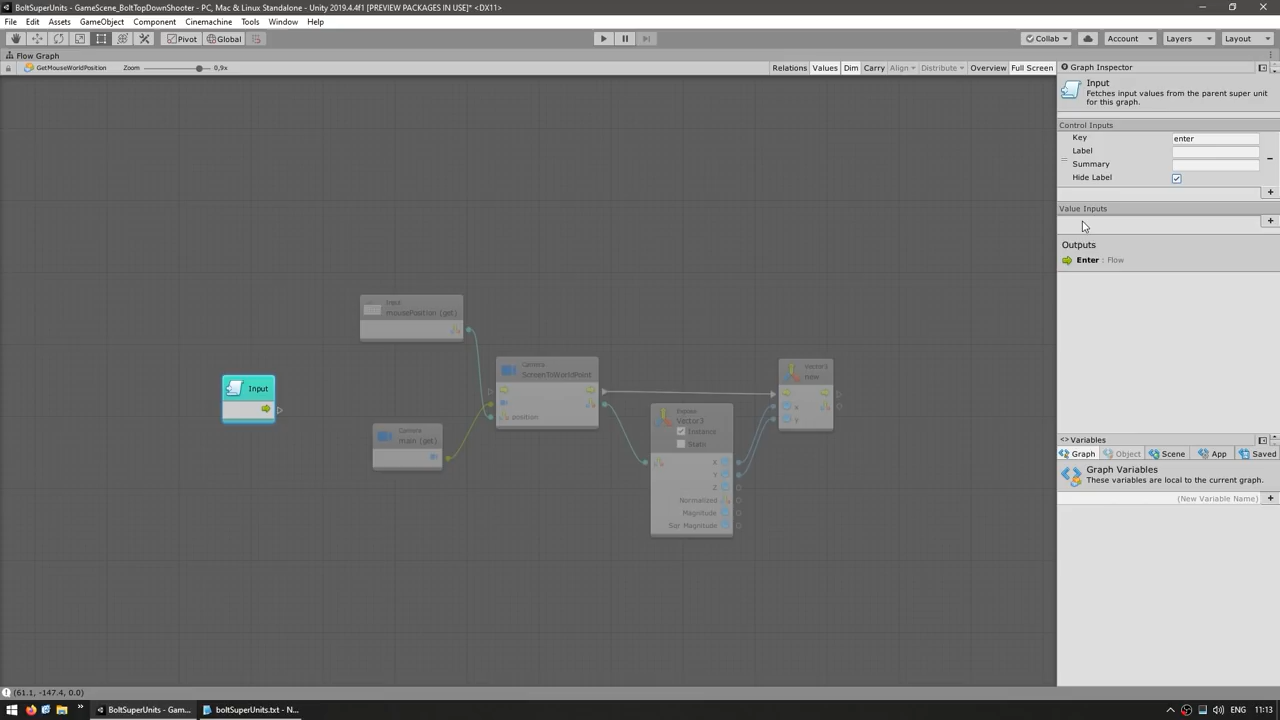 BoltSuperUnits - GameScene_BoltTopDownShooter - PC, Mac & Linux Standalone - Unity 2019.4.4f1 [PREVIEW PACKAGES IN USE]* <DX11>
File Edit Assets GameObject Component Cinemachine Tools Window Help
Pivot Global Collab Account Layers Layout
Flow Graph
GetMouseWorldPosition Zoom 0,9x Relations Values Dim Carry Align Distribute Overview Full Screen
Graph Inspector
Input
Fetches input values from the parent super unit
for this graph.
Control Inputs
Key enter
Label
Summary
Hide Label
Value Inputs
Outputs
Enter : Flow
Input
mousePosition (get)
Camera
ScreenToWorldPoint
position
Input
Camera
main (get)
Expose
Vector3
Instance
Static
X
Y
Z
Normalized
Magnitude
Sqr Magnitude
Vector3
X
Y
Variables
Graph Object Scene App Saved
Graph Variables
These variables are local to the current graph.
(New Variable Name)
(61.1, -147.4, 0.0)
BoltSuperUnits - Gam... boltSuperUnits.txt - N... ENG 11:13